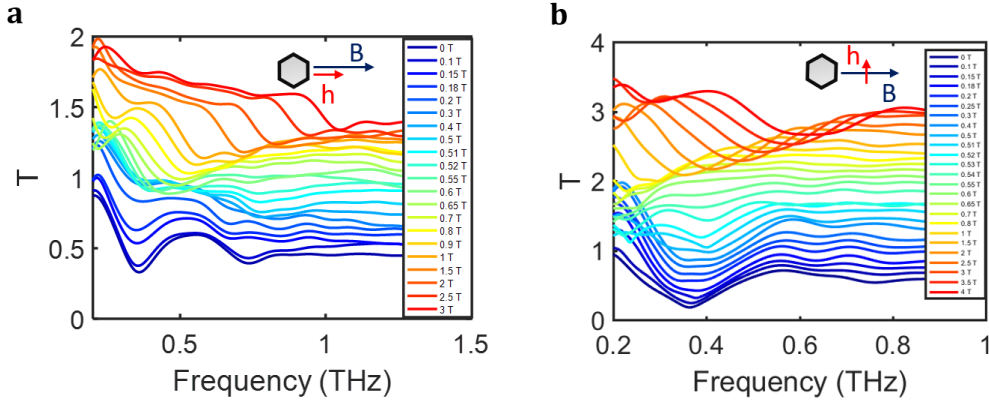 a
2
1.5
1
0.5
0
T
0.5
1
1.5
Frequency (THz)
B
h
0 T
0.1 T
0.15 T
0.18 T
0.2 T
0.3 T
0.4 T
0.5 T
0.51 T
0.52 T
0.55 T
0.6 T
0.65 T
0.7 T
0.8 T
0.9 T
1 T
1.5 T
2 T
2.5 T
3 T
b
4
3
2
1
0
T
0.2
0.4
0.6
0.8
1
Frequency (THz)
h
B
0 T
0.1 T
0.15 T
0.18 T
0.2 T
0.25 T
0.3 T
0.4 T
0.5 T
0.51 T
0.52 T
0.53 T
0.54 T
0.55 T
0.6 T
0.65 T
0.7 T
0.8 T
1 T
1.5 T
2 T
2.5 T
3 T
3.5 T
4 T